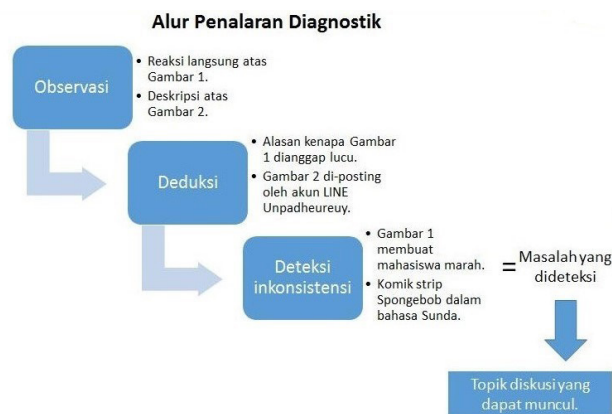 Alur Penalaran Diagnostik
Observasi
• Reaksi langsung atas
Gambar 1.
• Deskripsi atas
Gambar 2.
Deduksi
• Alasan kenapa Gambar
1 dianggap lucu.
• Gambar 2 di-posting
oleh akun LINE
Unpadheureuy.
Deteksi
inkonsistensi
• Gambar 1
membuat
mahasiswa marah.
• Komik strip
Spongebob dalam
bahasa Sunda.
= Masalah yang
dideteksi
Topik diskusi yang
dapat muncul.